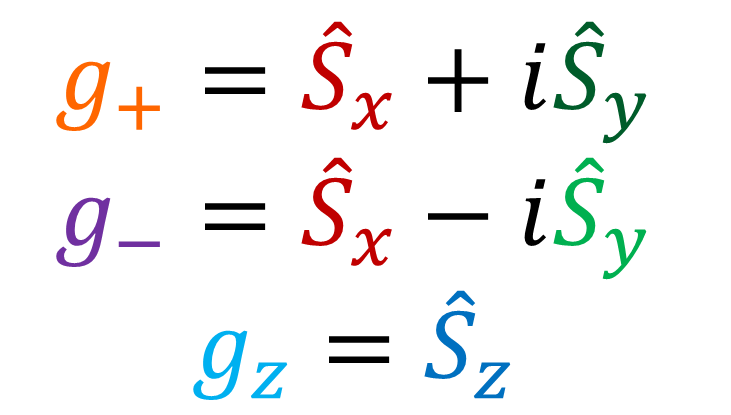 g₊ = Ŝₓ + iŜᵧ
g₋ = Ŝₓ − iŜᵧ
g_z = Ŝ_z